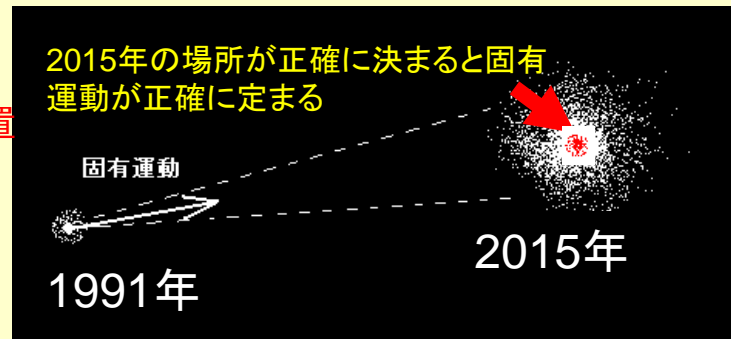 2015年の場所が正確に決まると固有
運動が正確に定まる
置
固有運動
2015年
1991年